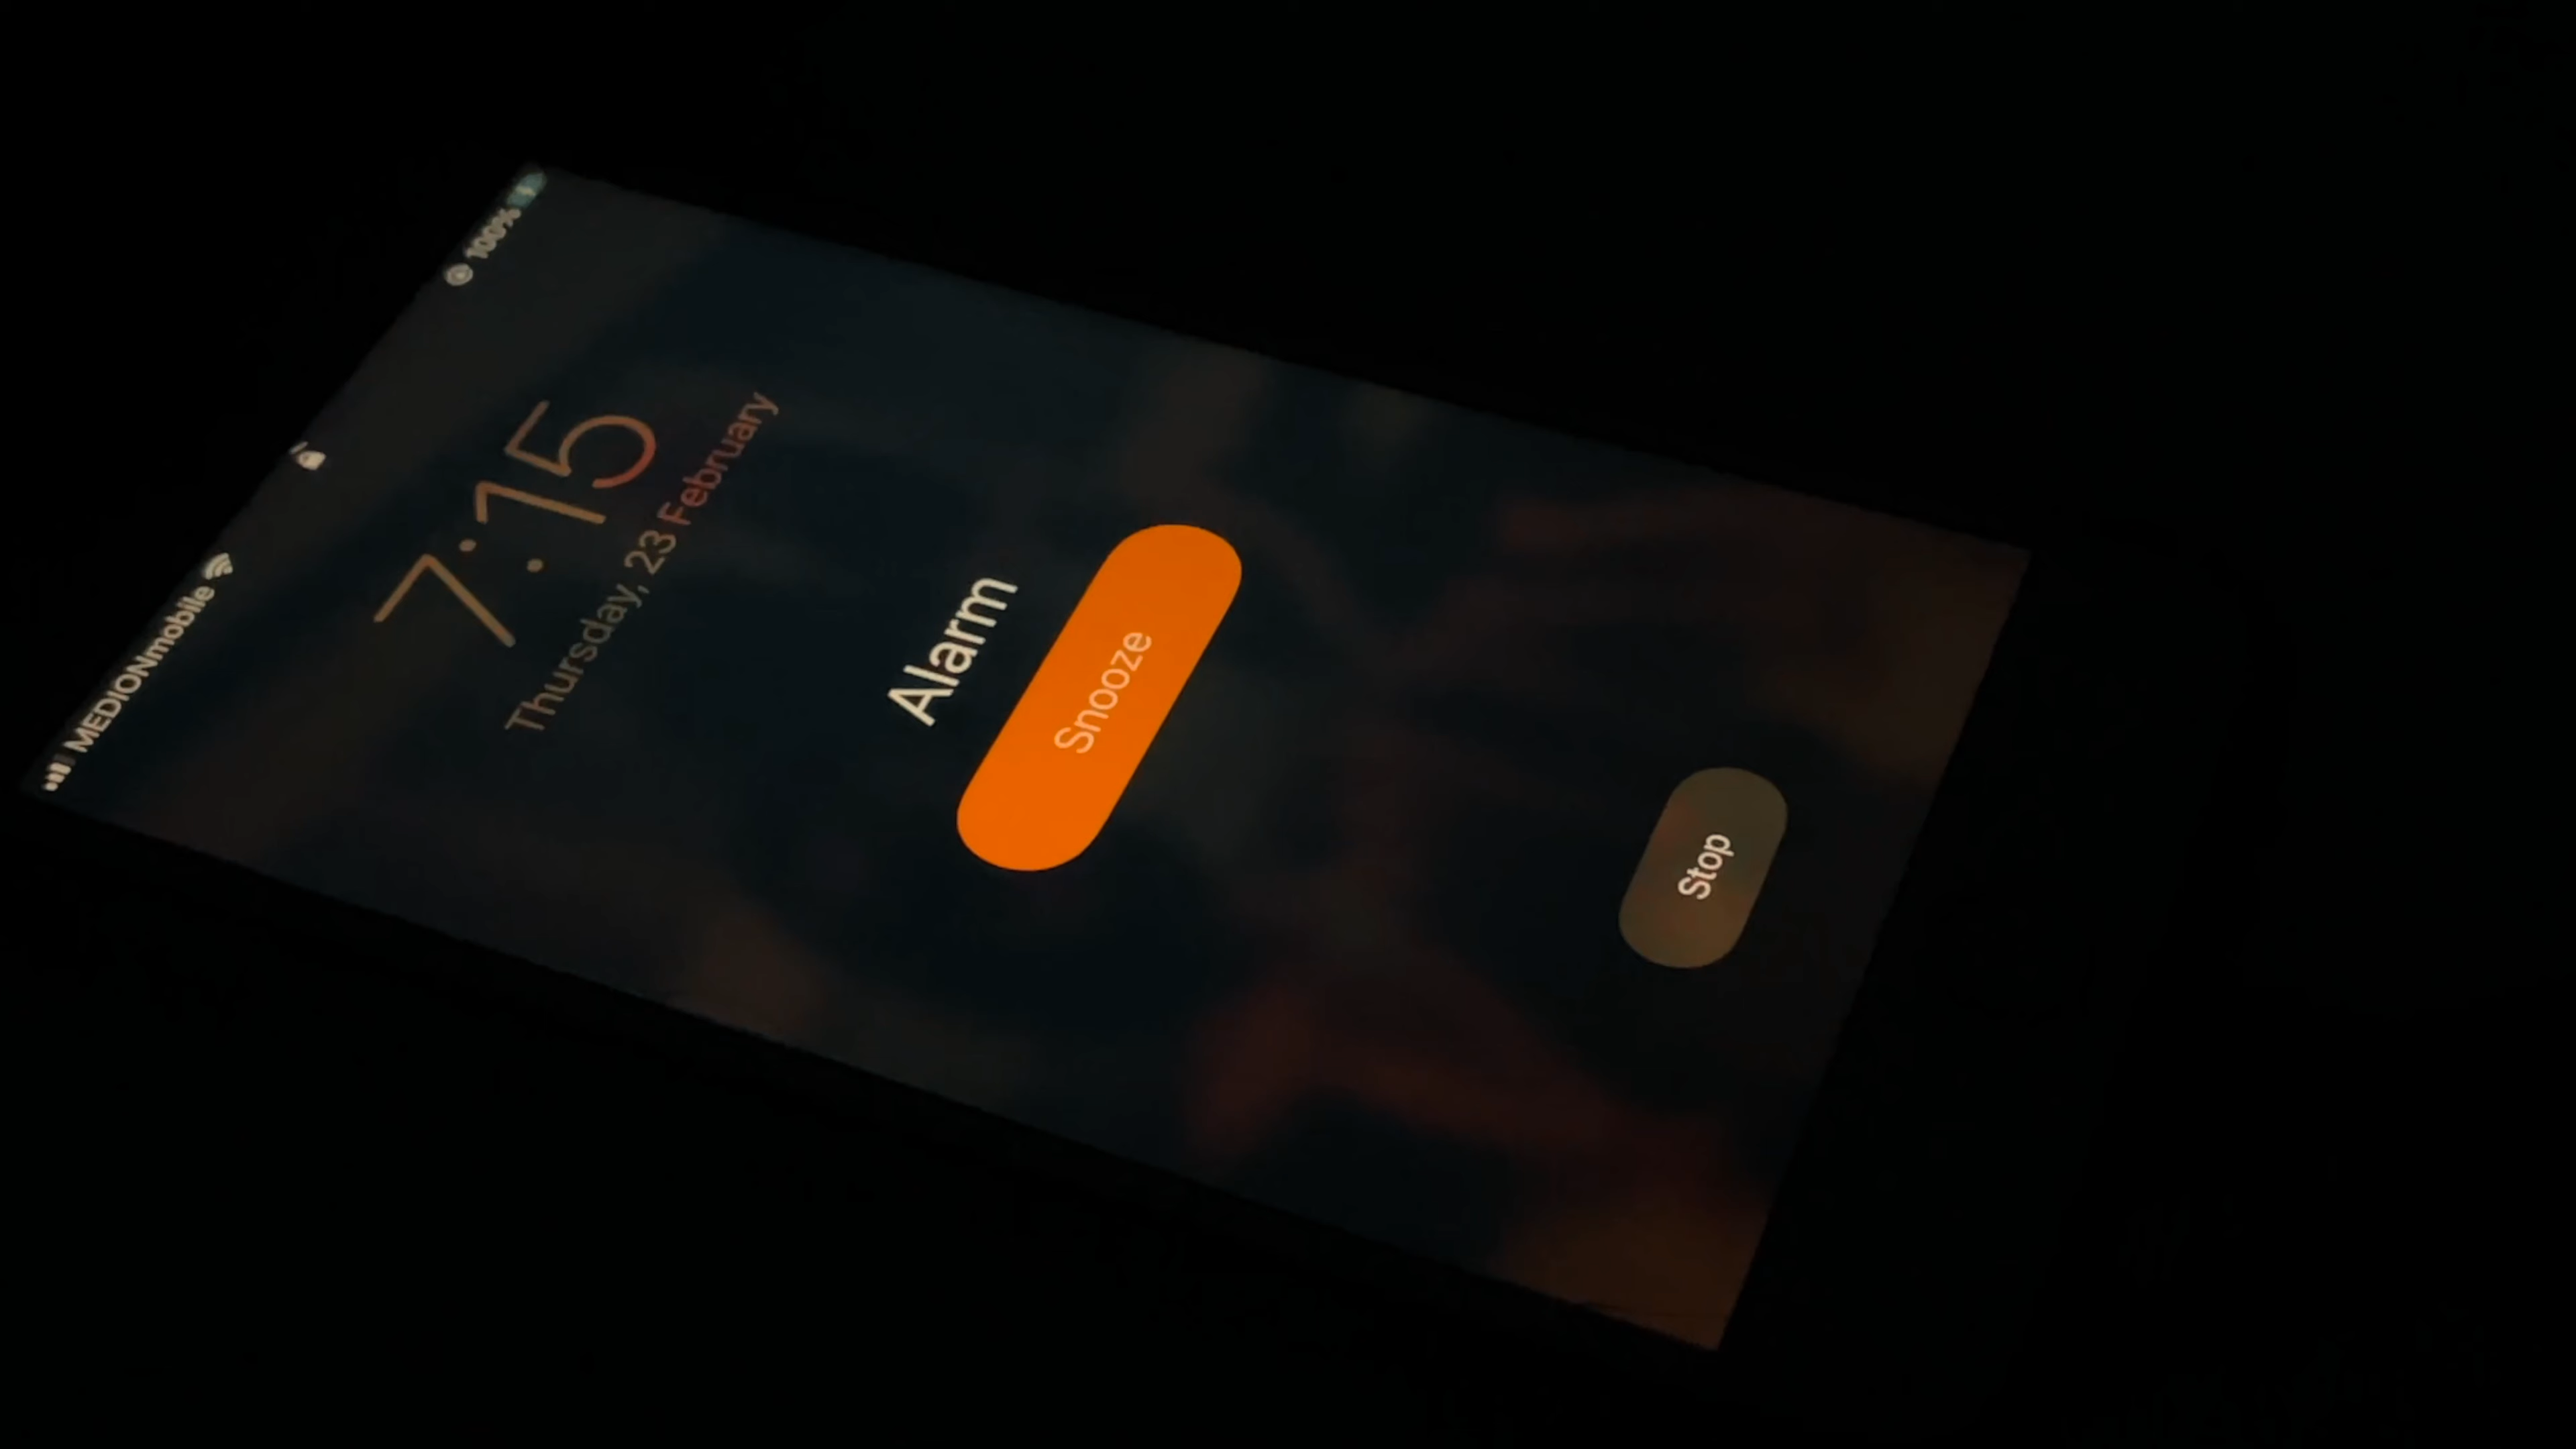 MEDIONmobile 100%
7:15
Thursday, 23 February
Alarm
Snooze
Stop